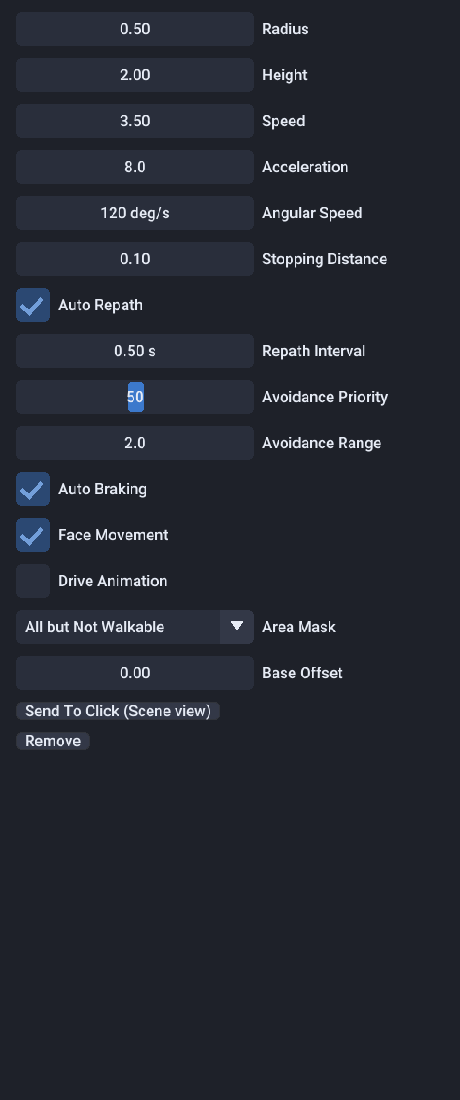 0.50 Radius
2.00 Height
3.50 Speed
8.0 Acceleration
120 deg/s Angular Speed
0.10 Stopping Distance
Auto Repath
0.50 s Repath Interval
50 Avoidance Priority
2.0 Avoidance Range
Auto Braking
Face Movement
Drive Animation
All but Not Walkable Area Mask
0.00 Base Offset
Send To Click (Scene view)
Remove